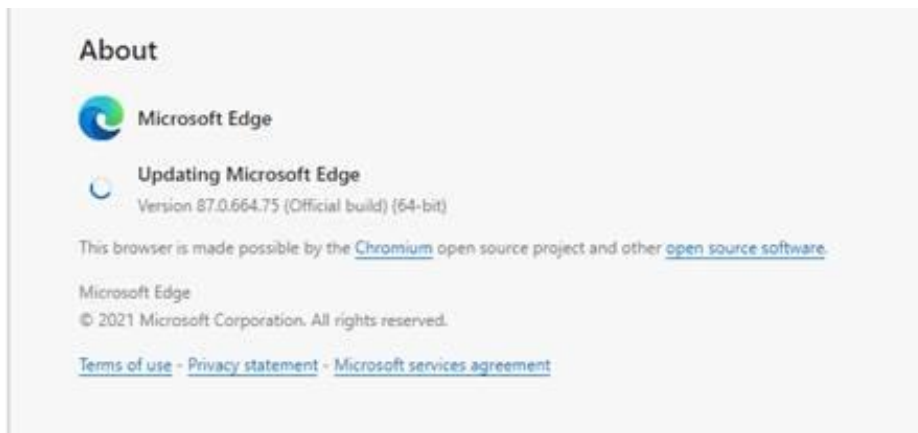 About
Microsoft Edge
Updating Microsoft Edge
Version 87.0.664.75 (Official build) (64-bit)
This browser is made possible by the Chromium open source project and other open source software.
Microsoft Edge
© 2021 Microsoft Corporation. All rights reserved.
Terms of use - Privacy statement - Microsoft services agreement